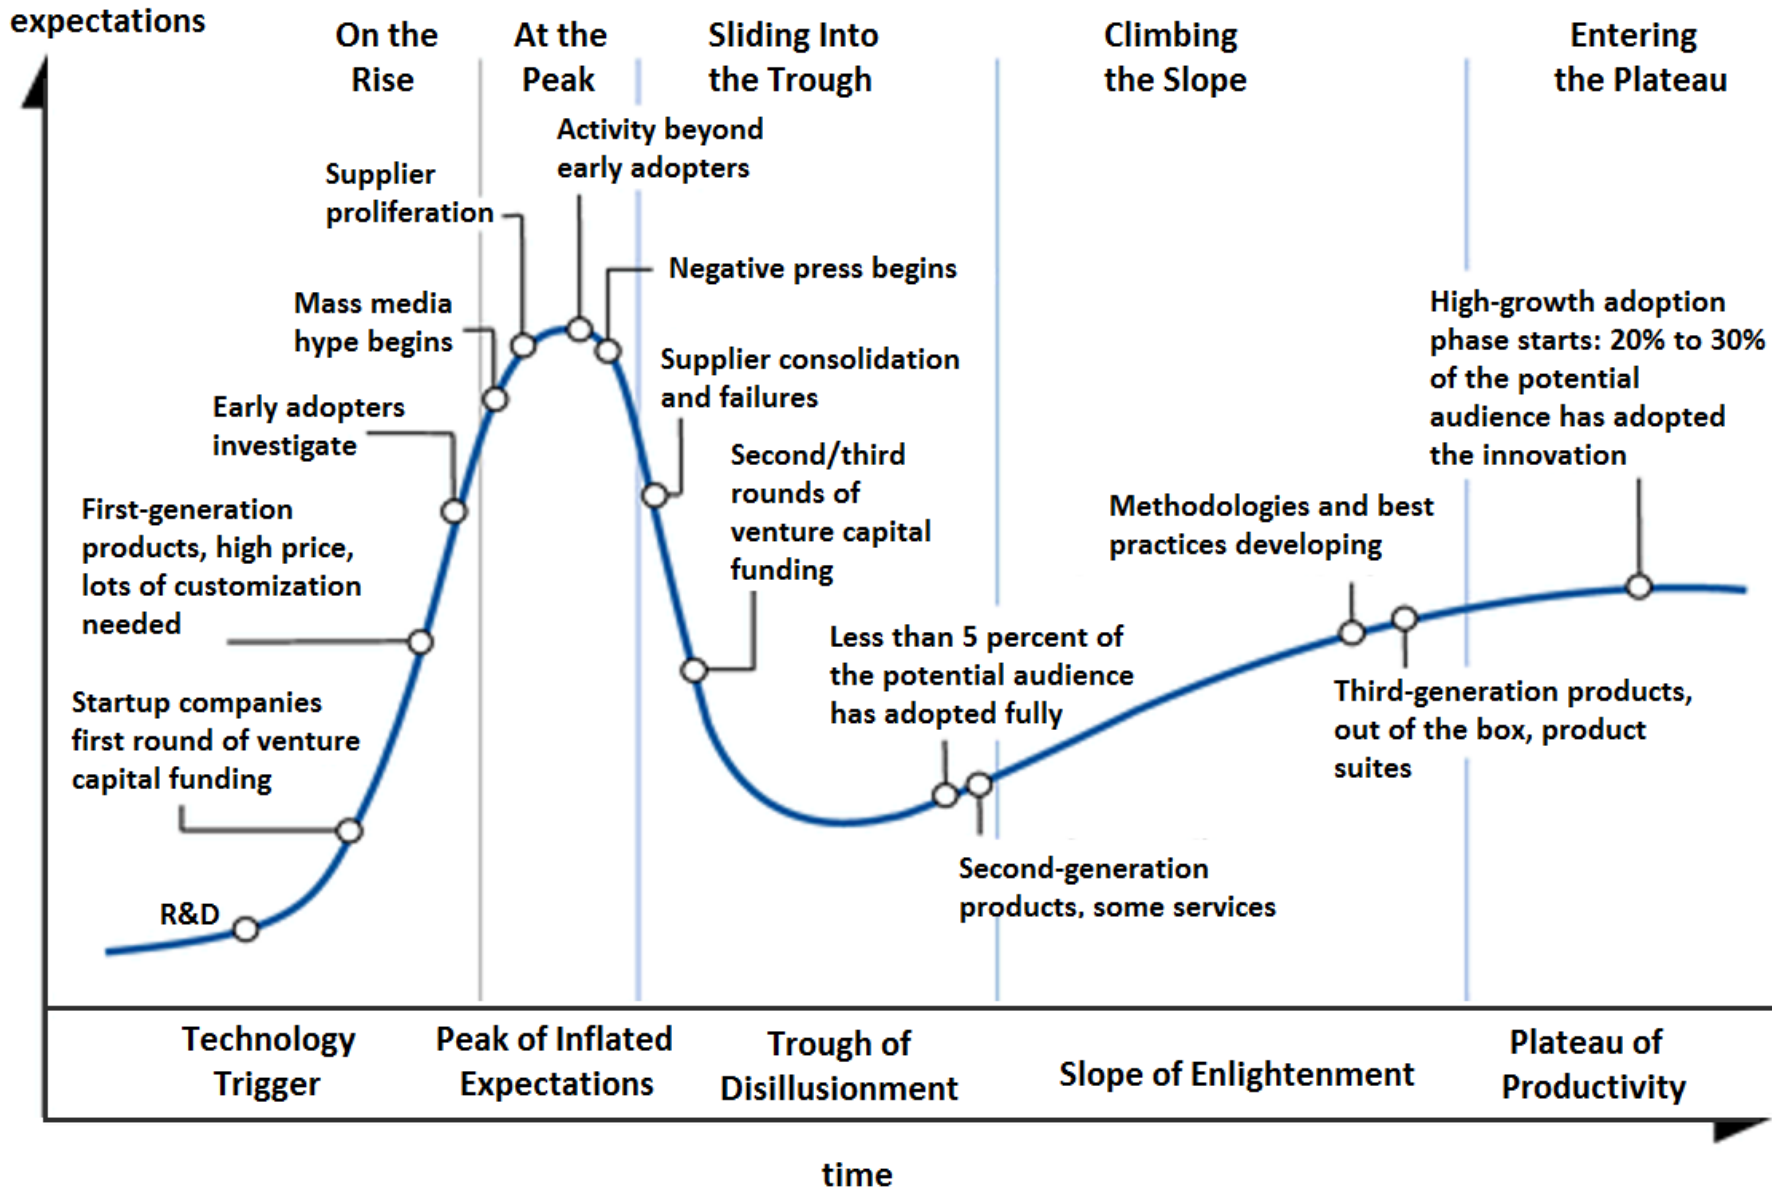 expectations
On the
Rise
At the
Peak
Sliding Into
the Trough
Climbing
the Slope
Entering
the Plateau
Activity beyond
early adopters
Supplier
proliferation
Negative press begins
Mass media
hype begins
High-growth adoption
phase starts: 20% to 30%
of the potential
audience has adopted
the innovation
Supplier consolidation
and failures
Early adopters
investigate
Second/third
rounds of
venture capital
funding
First-generation
products, high price,
lots of customization
needed
Methodologies and best
practices developing
Less than 5 percent of
the potential audience
has adopted fully
Startup companies
first round of venture
capital funding
Third-generation products,
out of the box, product
suites
Second-generation
products, some services
R&D
Technology
Trigger
Peak of Inflated
Expectations
Trough of
Disillusionment
Slope of Enlightenment
Plateau of
Productivity
time